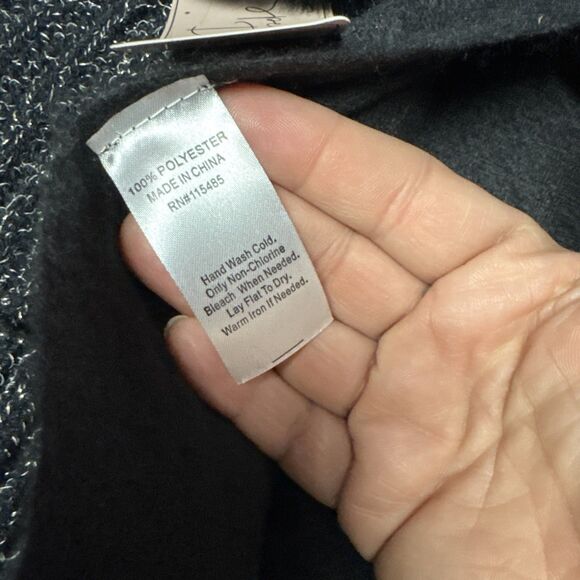 100% POLYESTER
MADE IN CHINA
RN#115485
Hand Wash Cold.
Only Non-Chlorine
Bleach When Needed.
Lay Flat To Dry.
Warm Iron If Needed.